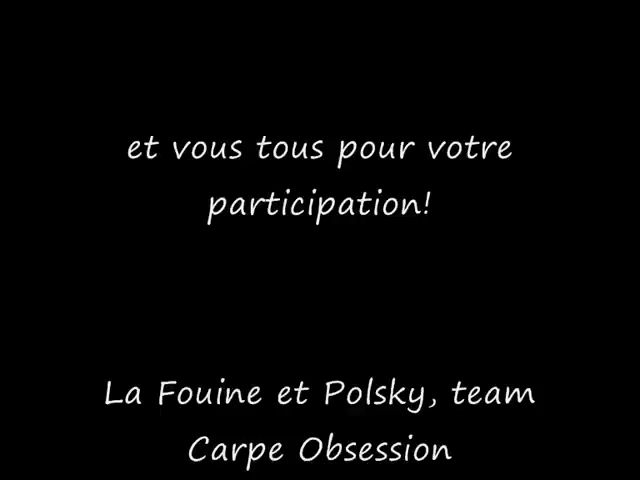 et vous tous pour votre
participation!
La Fouine et Polsky, team
Carpe Obsession